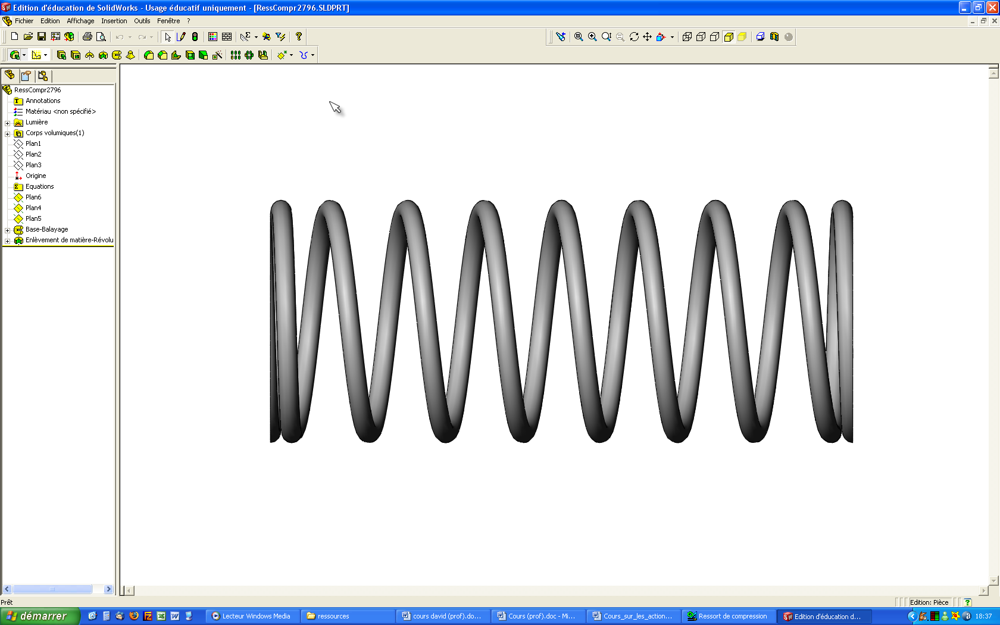 Edition d'éducation de SolidWorks - Usage éducatif uniquement - [RessCompr2796.SLDPRT]
Fichier Edition Affichage Insertion Outils Fenêtre ?
RessCompr2796
Annotations
Matériau <non spécifié>
Lumière
Corps volumiques(1)
Plan1
Plan2
Plan3
Origine
Equations
Plan6
Plan4
Plan5
Base-Balayage
Enlèvement de matière-Révolu
Prêt
Edition: Pièce
démarrer
Lecteur Windows Media
ressources
cours david (prof).do...
Cours (prof).doc - Mi...
Cours_sur_les_action...
Ressort de compression
Edition d'éducation d...
18:37